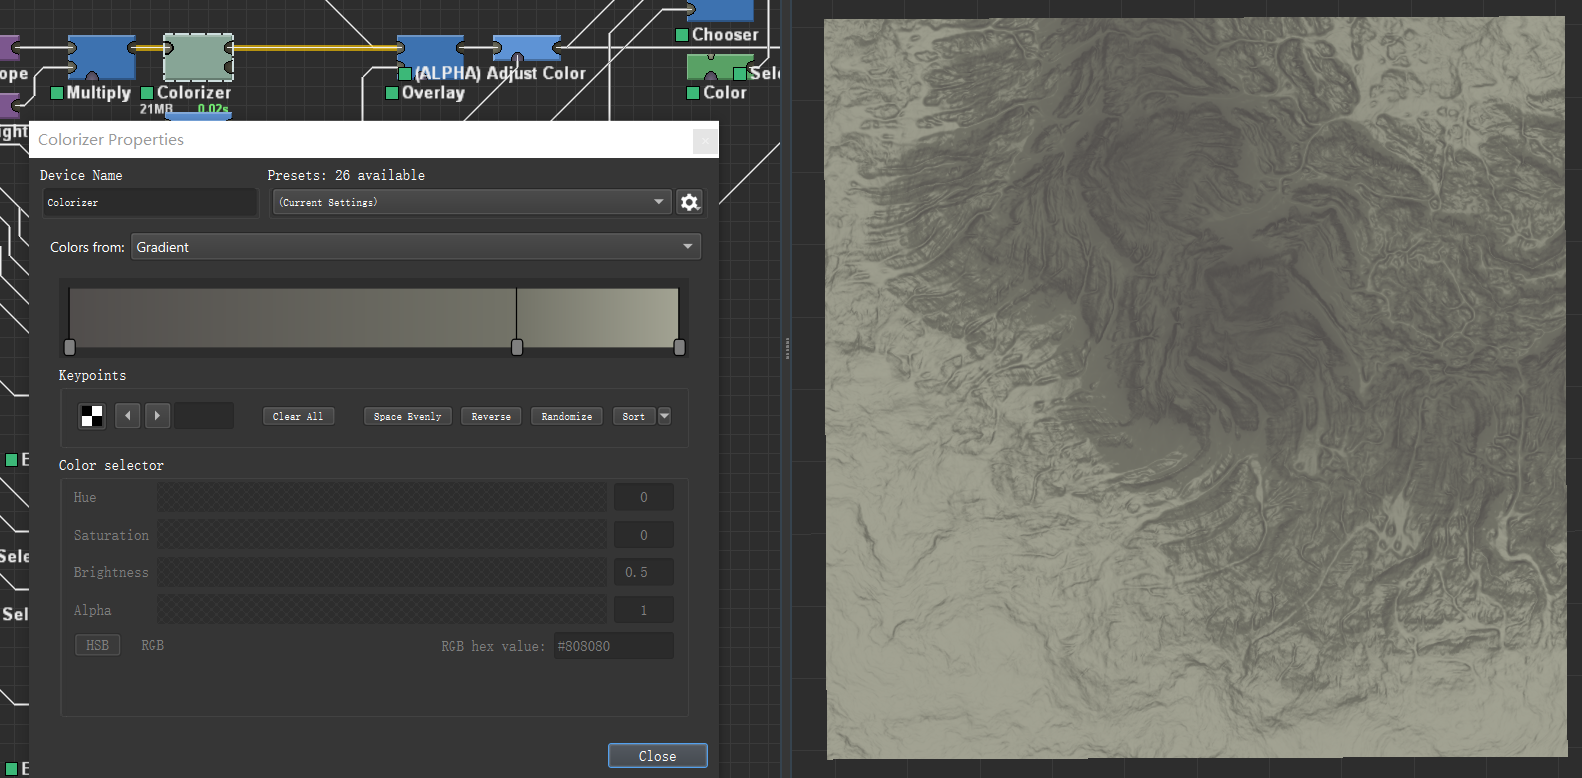 Chooser
ope
(ALPHA) Adjust Color
Sele
Multiply
Colorizer
Overlay
Color
21MB 0.02s
ight
Colorizer Properties
Device Name
Presets: 26 available
Colorizer
(Current Settings)
Colors from: Gradient
Keypoints
Clear All
Space Evenly
Reverse
Randomize
Sort
Color selector
E
Hue
0
Saturation
0
Sele
Brightness
0.5
Alpha
1
Sel
HSB
RGB
RGB hex value: #808080
Close
E